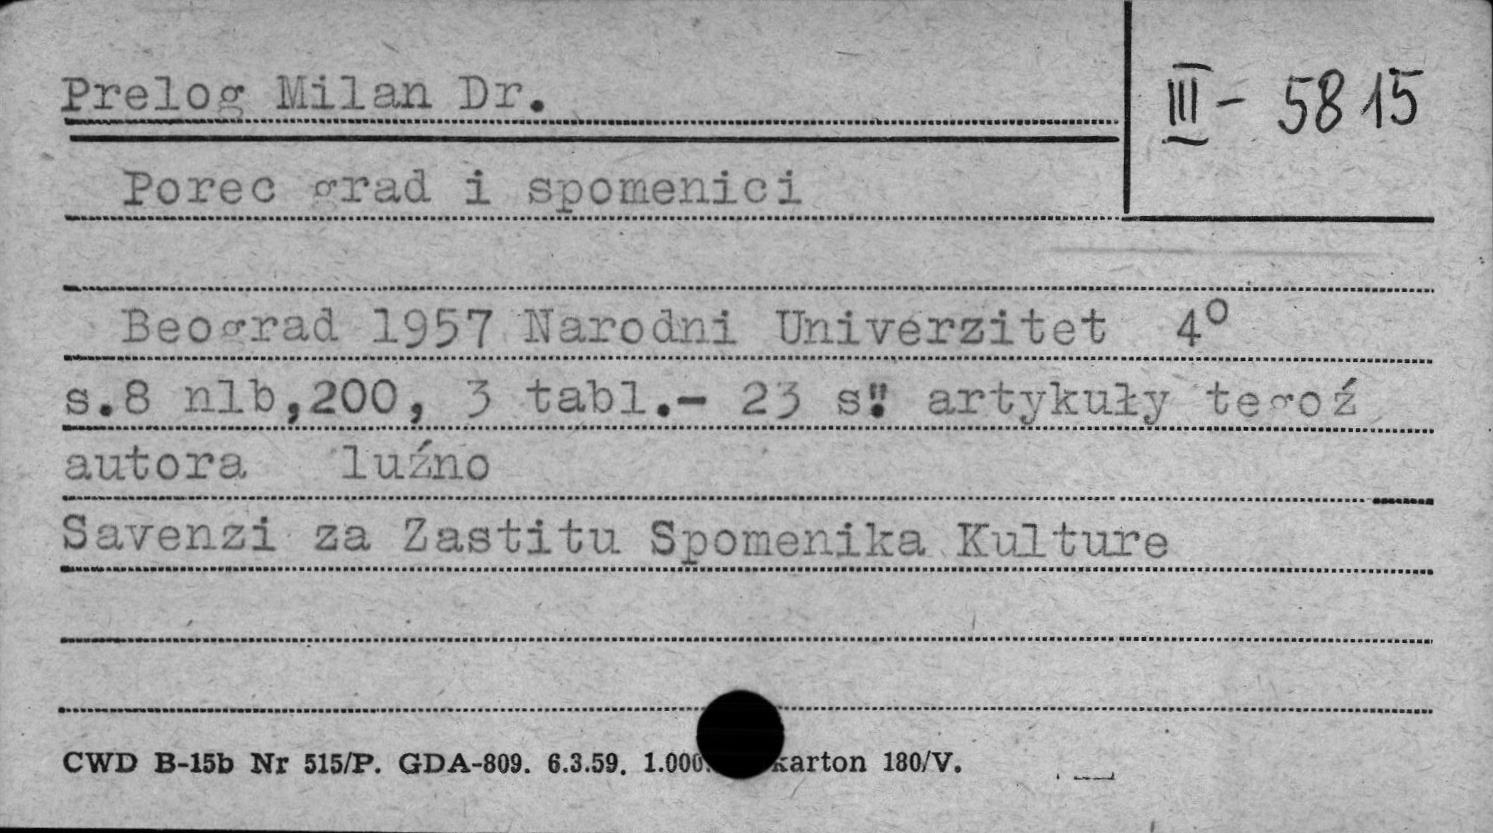 Prelog Milan Dr.
III - 5815
Porec grad i spomenici
Beograd 1957 Narodni Univerzitet 4°
s.8 nlb,200, 3 tabl.- 23 s". artykuły tegoź
autora luźno
Savenzi za Zastitu Spomenika Kulture
CWD B-15b Nr 515/P. GDA-809. 6.3.59. 1.000. karton 180/V.